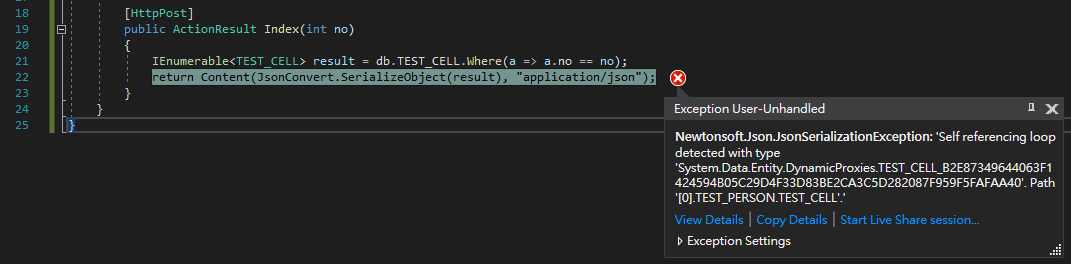 18 [HttpPost]
19 public ActionResult Index(int no)
20 {
21 IEnumerable<TEST_CELL> result = db.TEST_CELL.Where(a => a.no == no);
22 return Content(JsonConvert.SerializeObject(result), "application/json");
23 }
24 }
25 }
Exception User-Unhandled
Newtonsoft.Json.JsonSerializationException: 'Self referencing loop
detected with type
'System.Data.Entity.DynamicProxies.TEST_CELL_B2E87349644063F1
424594B05C29D4F33D83BE2CA3C5D282087F959F5FAFAA40'. Path
'[0].TEST_PERSON.TEST_CELL'.'
View Details | Copy Details | Start Live Share session...
Exception Settings